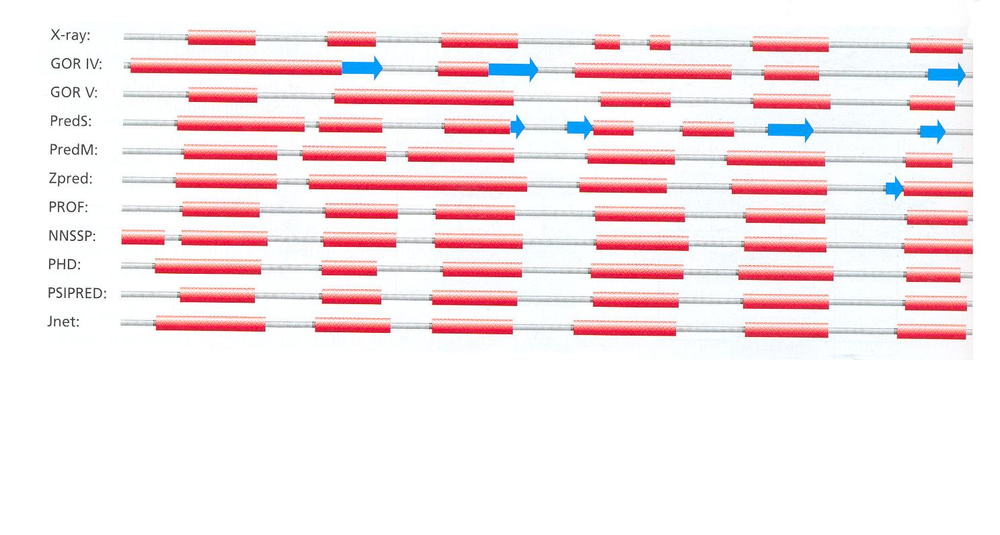 X-ray:
GOR IV:
GOR V:
PredS:
PredM:
Zpred:
PROF:
NNSSP:
PHD:
PSIPRED:
Jnet: